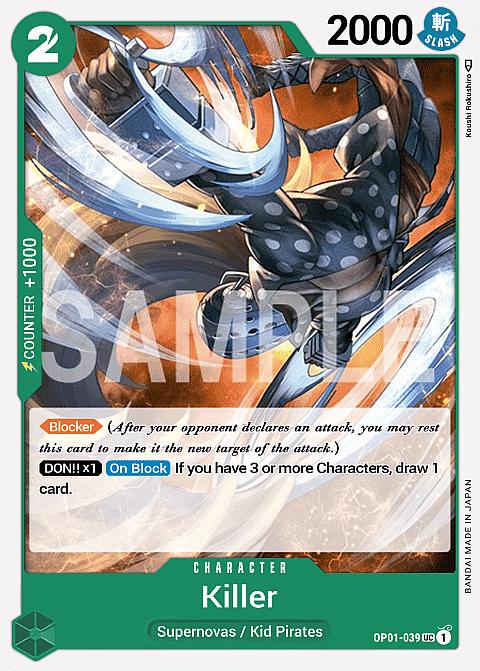 2
2000
斬
SLASH
Koushi Rokushiro
COUNTER +1000
SAMPLE
Blocker (After your opponent declares an attack, you may rest
this card to make it the new target of the attack.)
DON!! x1 On Block If you have 3 or more Characters, draw 1
card.
BANDAI MADE IN JAPAN
CHARACTER
Killer
Supernovas / Kid Pirates
OP01-039 UC 1